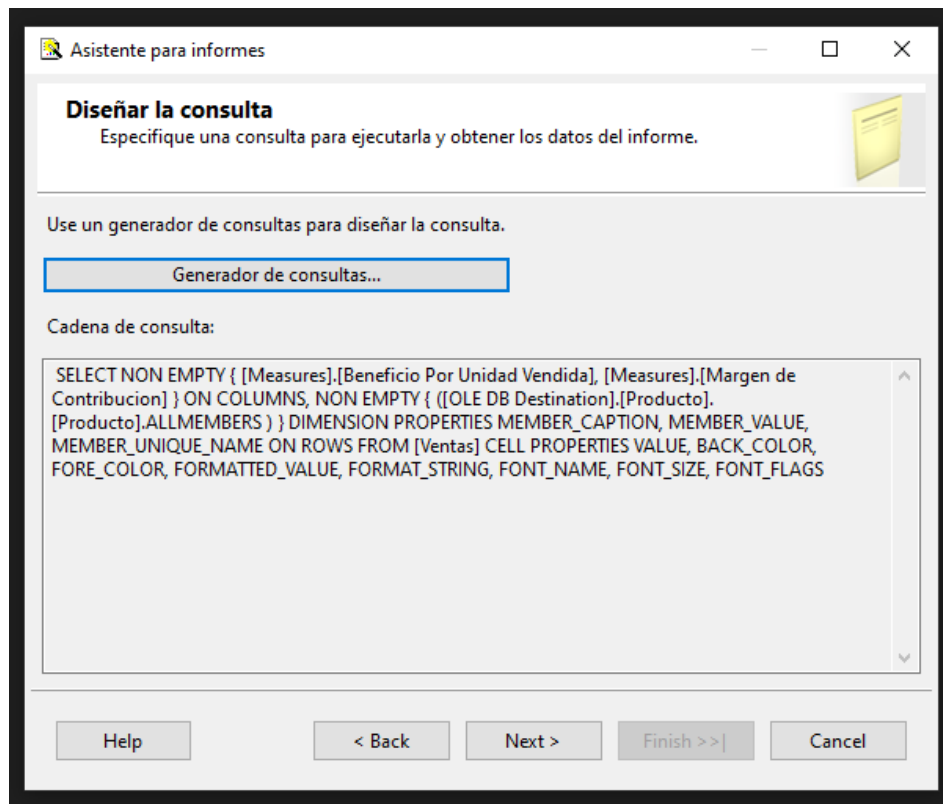 Asistente para informes
Diseñar la consulta
Especifique una consulta para ejecutarla y obtener los datos del informe.
Use un generador de consultas para diseñar la consulta.
Generador de consultas...
Cadena de consulta:
SELECT NON EMPTY { [Measures].[Beneficio Por Unidad Vendida], [Measures].[Margen de
Contribucion] } ON COLUMNS, NON EMPTY { ([OLE DB Destination].[Producto].
[Producto].ALLMEMBERS ) } DIMENSION PROPERTIES MEMBER_CAPTION, MEMBER_VALUE,
MEMBER_UNIQUE_NAME ON ROWS FROM [Ventas] CELL PROPERTIES VALUE, BACK_COLOR,
FORE_COLOR, FORMATTED_VALUE, FORMAT_STRING, FONT_NAME, FONT_SIZE, FONT_FLAGS
Help
< Back
Next >
Finish >>|
Cancel